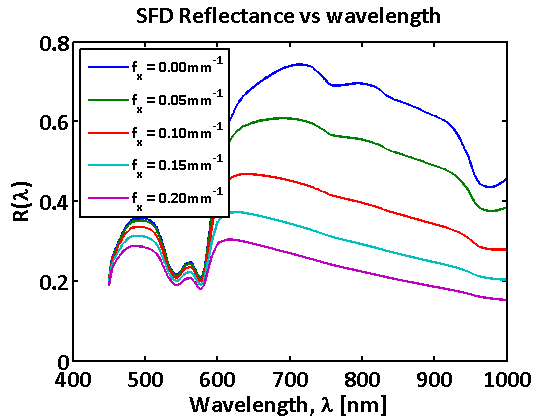 SFD Reflectance vs wavelength
0.8
0.6
0.4
0.2
0
R(λ)
fx = 0.00mm-1
fx = 0.05mm-1
fx = 0.10mm-1
fx = 0.15mm-1
fx = 0.20mm-1
400 500 600 700 800 900 1000
Wavelength, λ [nm]